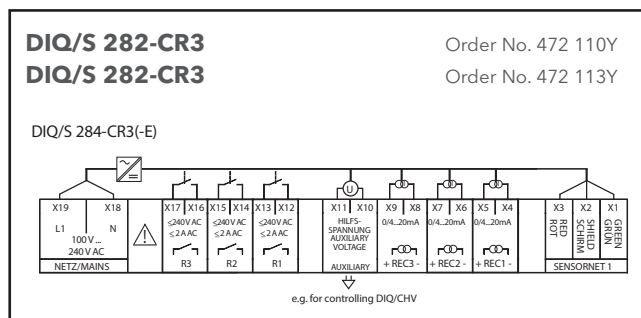 DIQ/S 282-CR3 Order No. 472 110Y
DIQ/S 282-CR3 Order No. 472 113Y
DIQ/S 284-CR3(-E)
U
X19 X18 X17 X16 X15 X14 X13 X12 X11 X10 X9 X8 X7 X6 X5 X4 X3 X2 X1
L1 N
100 V ...
240 V AC
NETZ/MAINS
≤240V AC
≤ 2 A AC
R3
≤240V AC
≤ 2 A AC
R2
≤240V AC
≤ 2 A AC
R1
HILFS-
SPANNUNG
AUXILIARY
VOLTAGE
AUXILIARY
0/4..20mA
+ REC3 -
0/4..20mA
+ REC2 -
0/4..20mA
+ REC1 -
RED
ROT
SHIELD
SCHIRM
GREEN
GRÜN
SENSORNET 1
e.g. for controlling DIQ/CHV